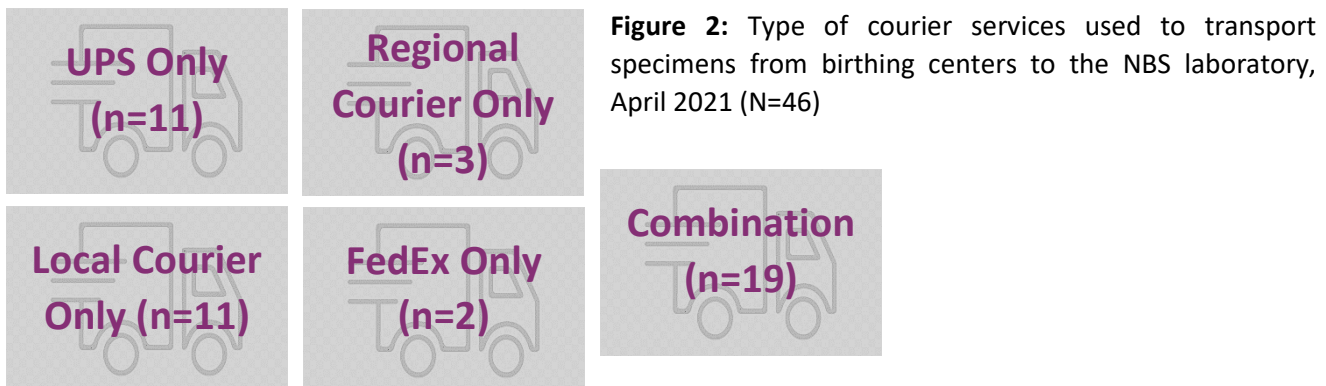 UPS Only
(n=11)
Regional
Courier Only
(n=3)
Figure 2: Type of courier services used to transport
specimens from birthing centers to the NBS laboratory,
April 2021 (N=46)
Local Courier
Only (n=11)
FedEx Only
(n=2)
Combination
(n=19)